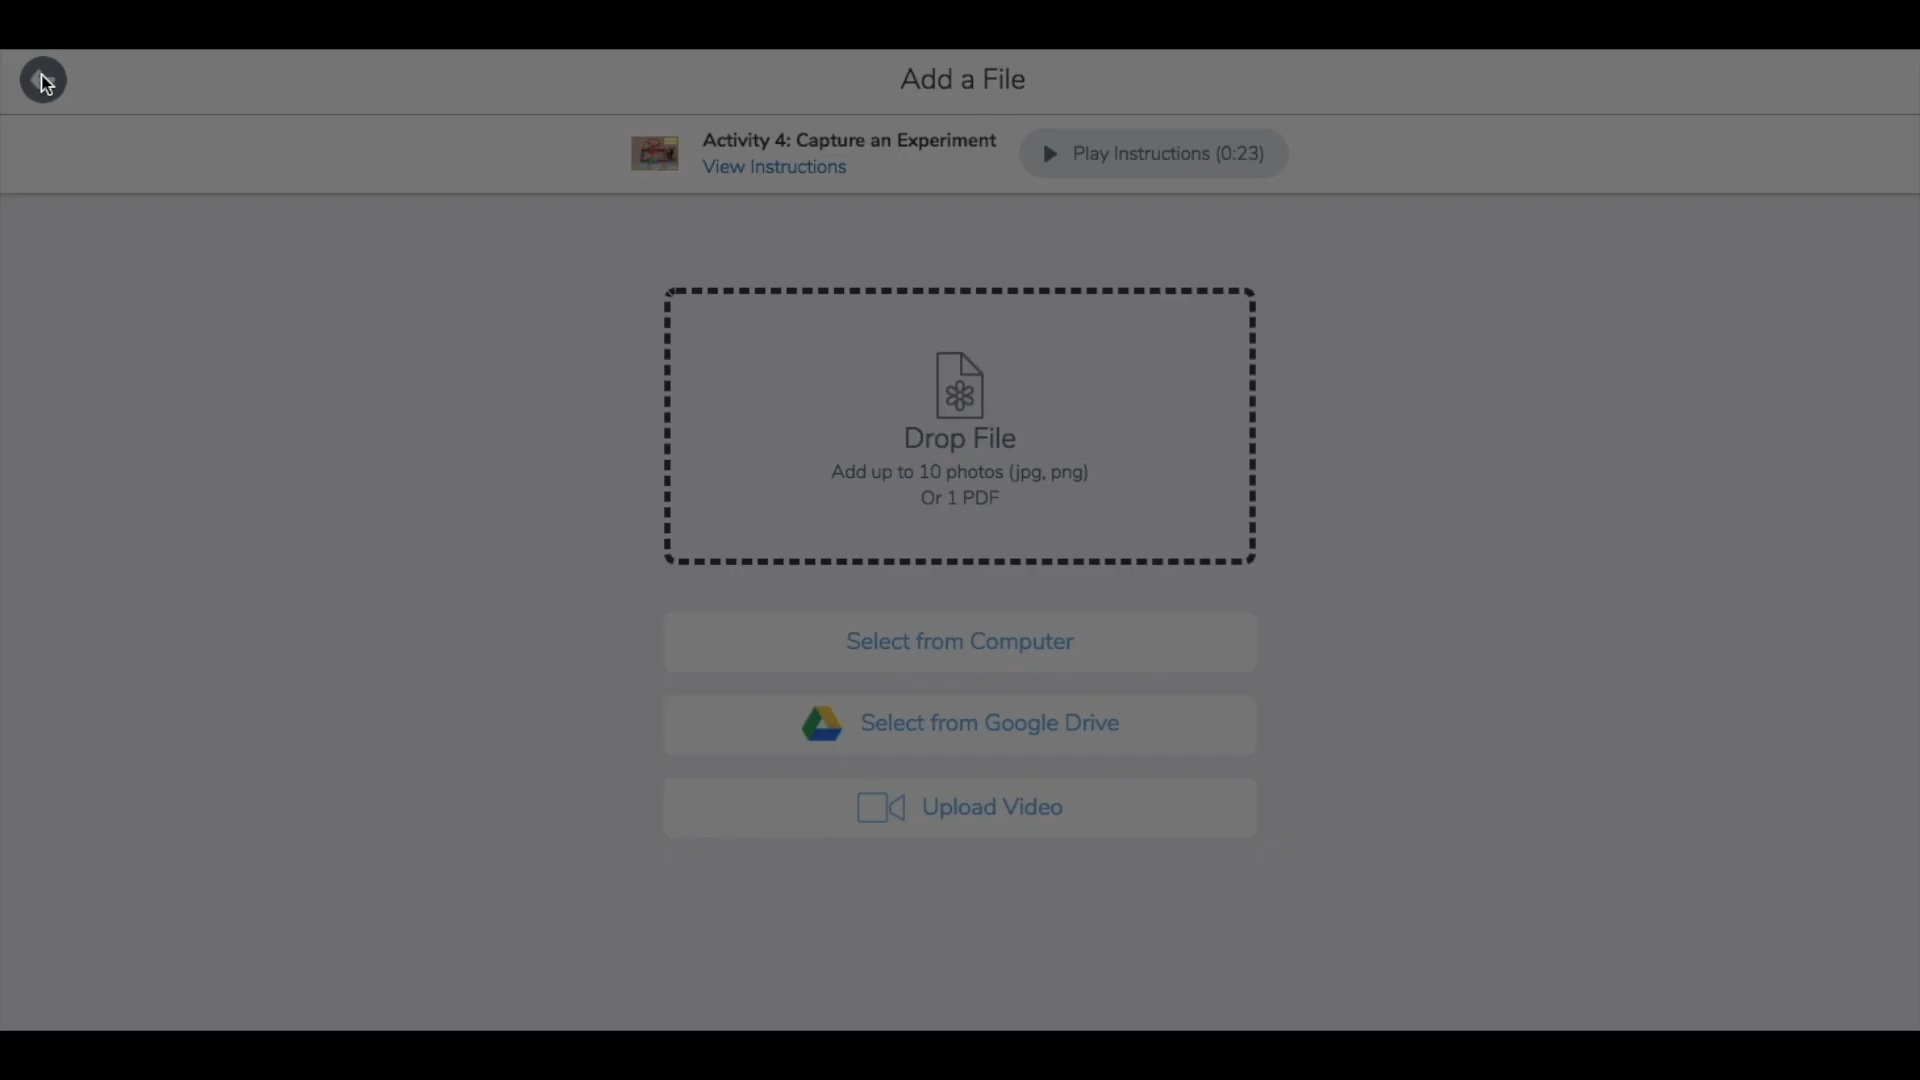 Add a File
Activity 4: Capture an Experiment
View Instructions
Play Instructions (0:23)
Drop File
Add up to 10 photos (jpg, png)
Or 1 PDF
Select from Computer
Select from Google Drive
Upload Video